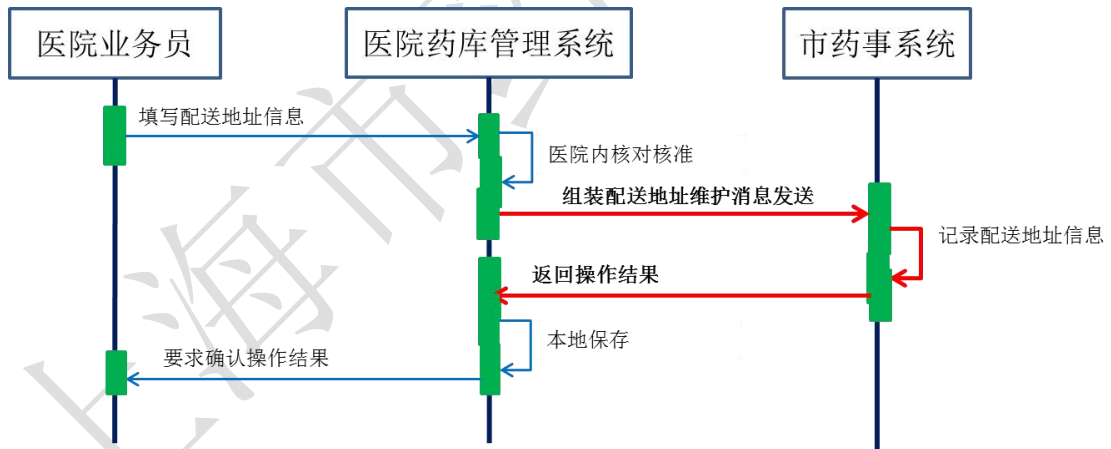 医院业务员
医院药库管理系统
市药事系统
填写配送地址信息
医院内核对核准
组装配送地址维护消息发送
记录配送地址信息
返回操作结果
本地保存
要求确认操作结果
上海市